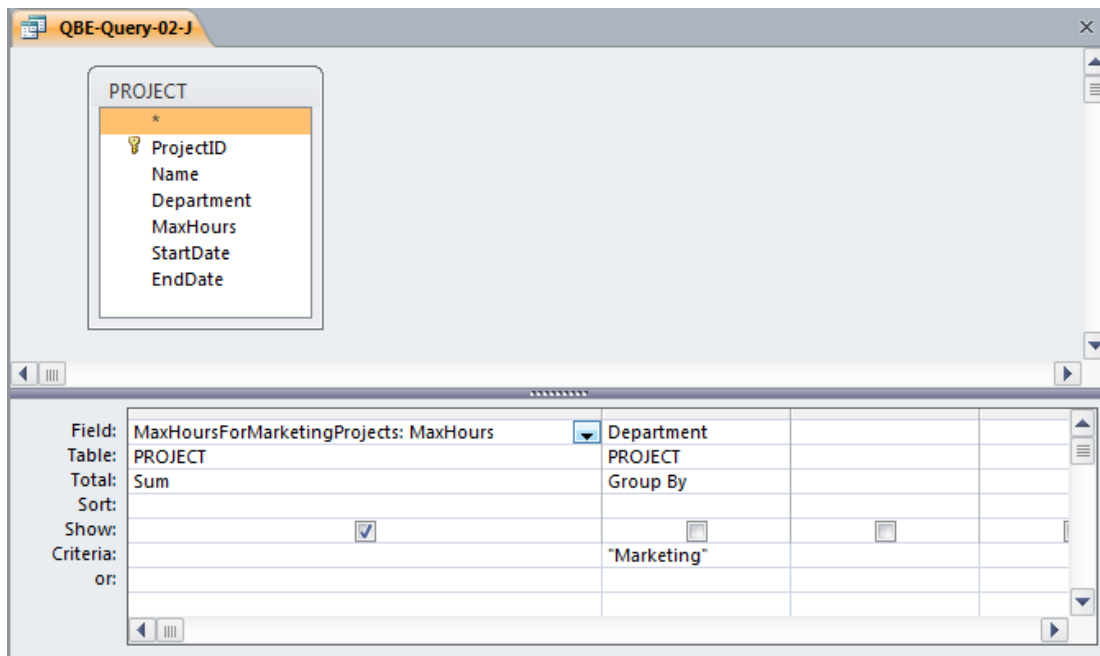 QBE-Query-02-J
PROJECT
*
ProjectID
Name
Department
MaxHours
StartDate
EndDate
Field: MaxHoursForMarketingProjects: MaxHours Department
Table: PROJECT PROJECT
Total: Sum Group By
Sort:
Show:
Criteria: "Marketing"
or: